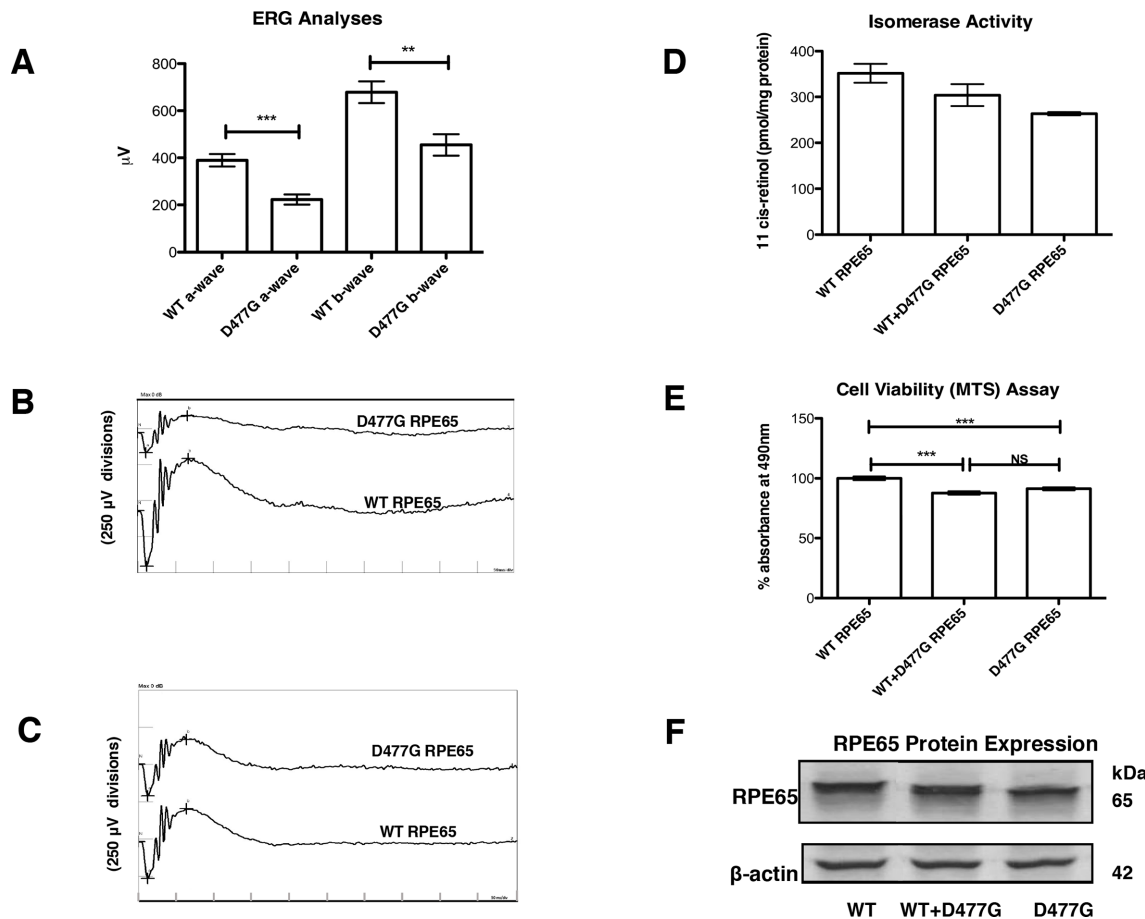 ERG Analyses
A
800
600
400
200
0
µV
***
**
WT a-wave
D477G a-wave
WT b-wave
D477G b-wave
B
Max 0 dB
(250 µV divisions)
D477G RPE65
WT RPE65
C
Max 0 dB
(250 µV divisions)
D477G RPE65
WT RPE65
Isomerase Activity
D
400
300
200
100
0
11 cis-retinol (pmol/mg protein)
WT RPE65
WT+D477G RPE65
D477G RPE65
Cell Viability (MTS) Assay
E
150
100
50
0
% absorbance at 490nm
***
***
NS
WT RPE65
WT+D477G RPE65
D477G RPE65
F
RPE65 Protein Expression
kDa
RPE65
65
β-actin
42
WT WT+D477G D477G